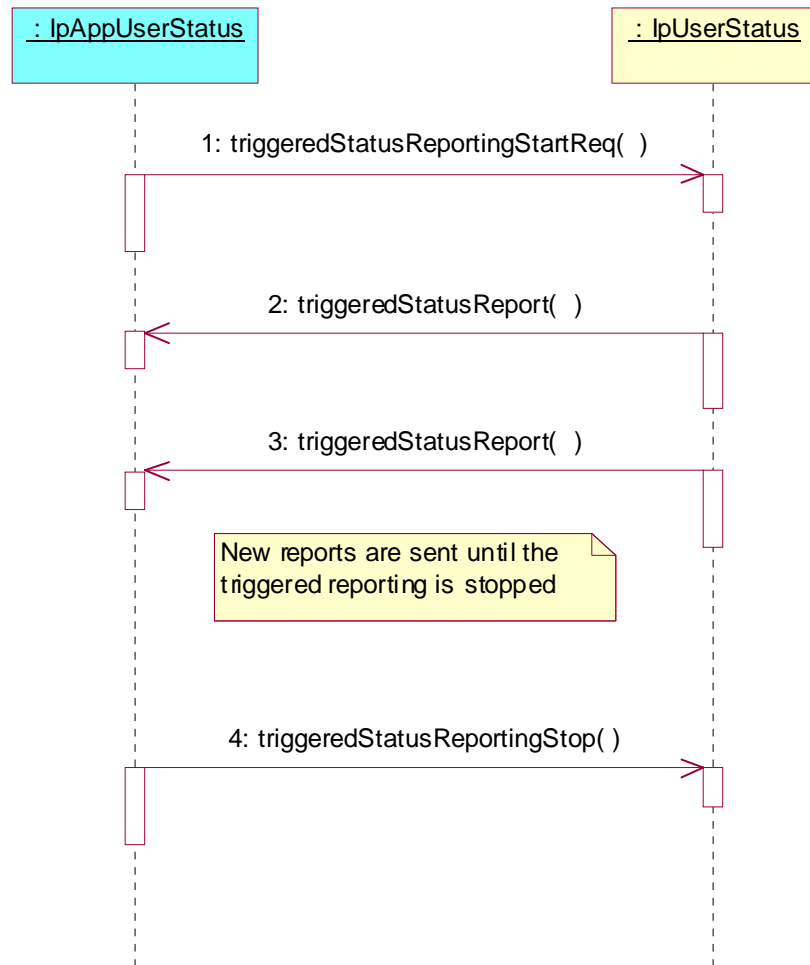 : IpAppUserStatus
: IpUserStatus
1: triggeredStatusReportingStartReq( )
2: triggeredStatusReport( )
3: triggeredStatusReport( )
New reports are sent until the
triggered reporting is stopped
4: triggeredStatusReportingStop( )